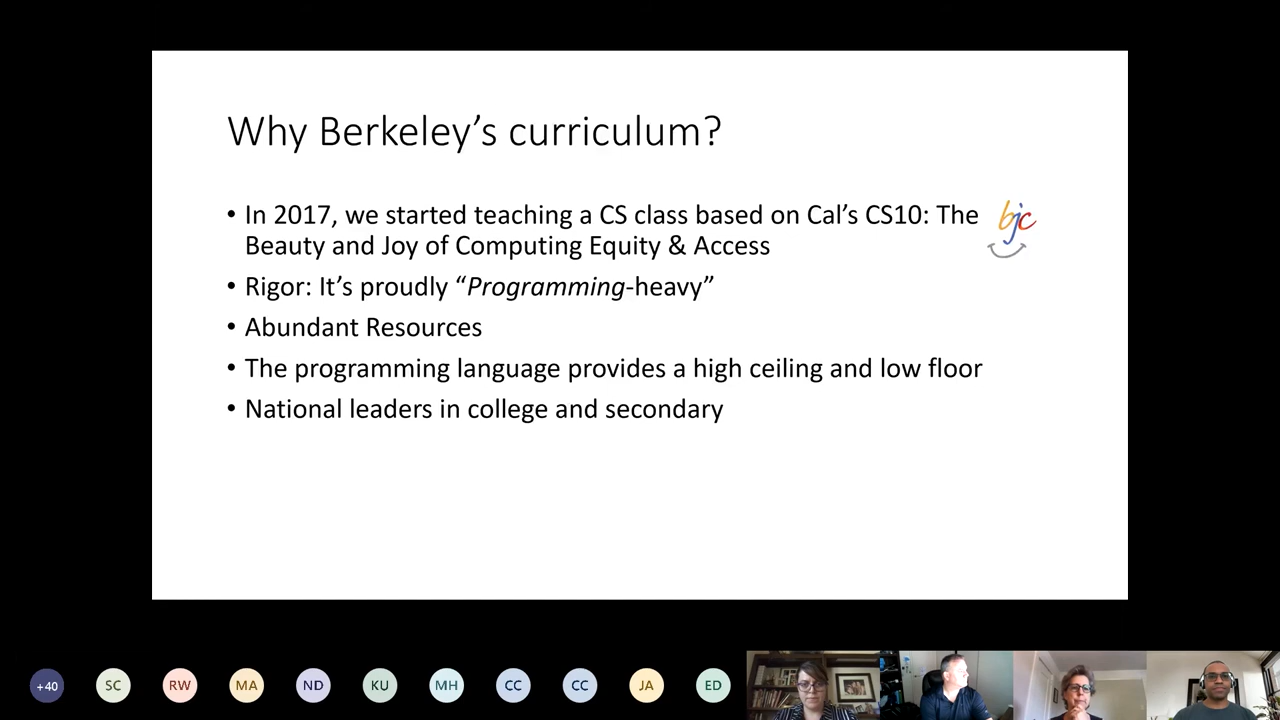 Why Berkeley’s curriculum?
• In 2017, we started teaching a CS class based on Cal’s CS10: The
Beauty and Joy of Computing Equity & Access
bjc
• Rigor: It’s proudly “Programming-heavy”
• Abundant Resources
• The programming language provides a high ceiling and low floor
• National leaders in college and secondary
+40 SC RW MA ND KU MH CC CC JA ED